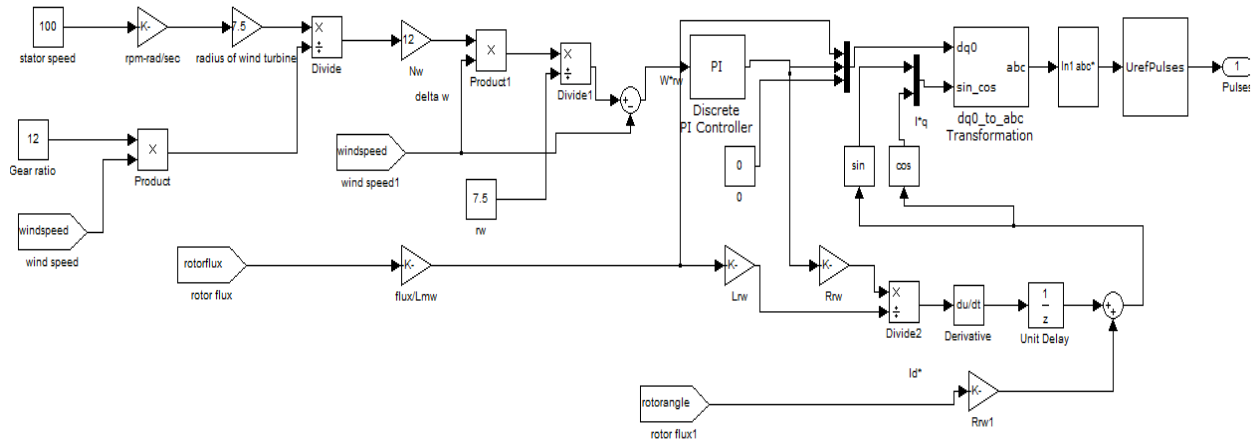 100
stator speed
K-
rpm-rad/sec
7.5
radius of wind turbine
×
÷
Divide
12
Nw
delta w
×
Product1
×
÷
Divide1
+
−
W*rw
PI
Discrete
PI Controller
0
0
I*q
dq0
sin_cos
abc
dq0_to_abc
Transformation
In1 abc*
UrefPulses
1
Pulses
12
Gear ratio
×
Product
windspeed
wind speed
windspeed
wind speed1
7.5
rw
sin
cos
rotorflux
rotor flux
K-
flux/Lmw
K-
Lrw
K-
Rrw
×
÷
Divide2
du/dt
Derivative
1
z
Unit Delay
+
+
Id*
rotorangle
rotor flux1
K-
Rrw1